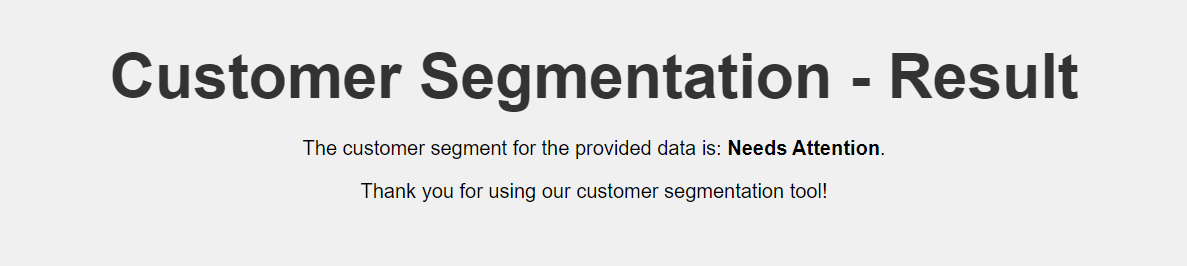 Customer Segmentation - Result
The customer segment for the provided data is: Needs Attention.
Thank you for using our customer segmentation tool!